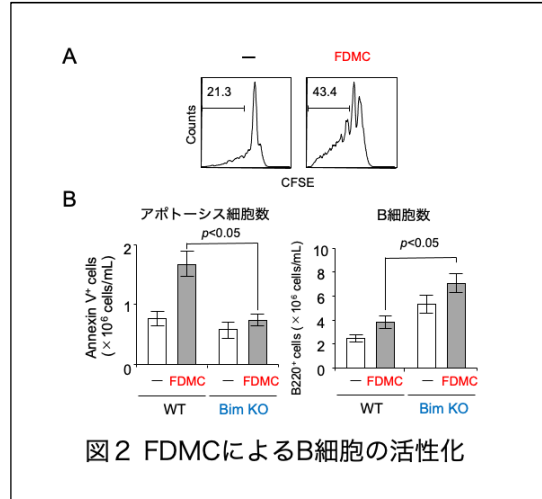 A
— FDMC
Counts
21.3
43.4
CFSE
B
アポトーシス細胞数
p<0.05
Annexin V⁺ cells
(×10⁶ cells/mL)
2
1
0
— FDMC — FDMC
WT Bim KO
B細胞数
p<0.05
B220⁺ cells (×10⁶ cells/mL)
10
8
6
4
2
0
— FDMC — FDMC
WT Bim KO
図2 FDMCによるB細胞の活性化